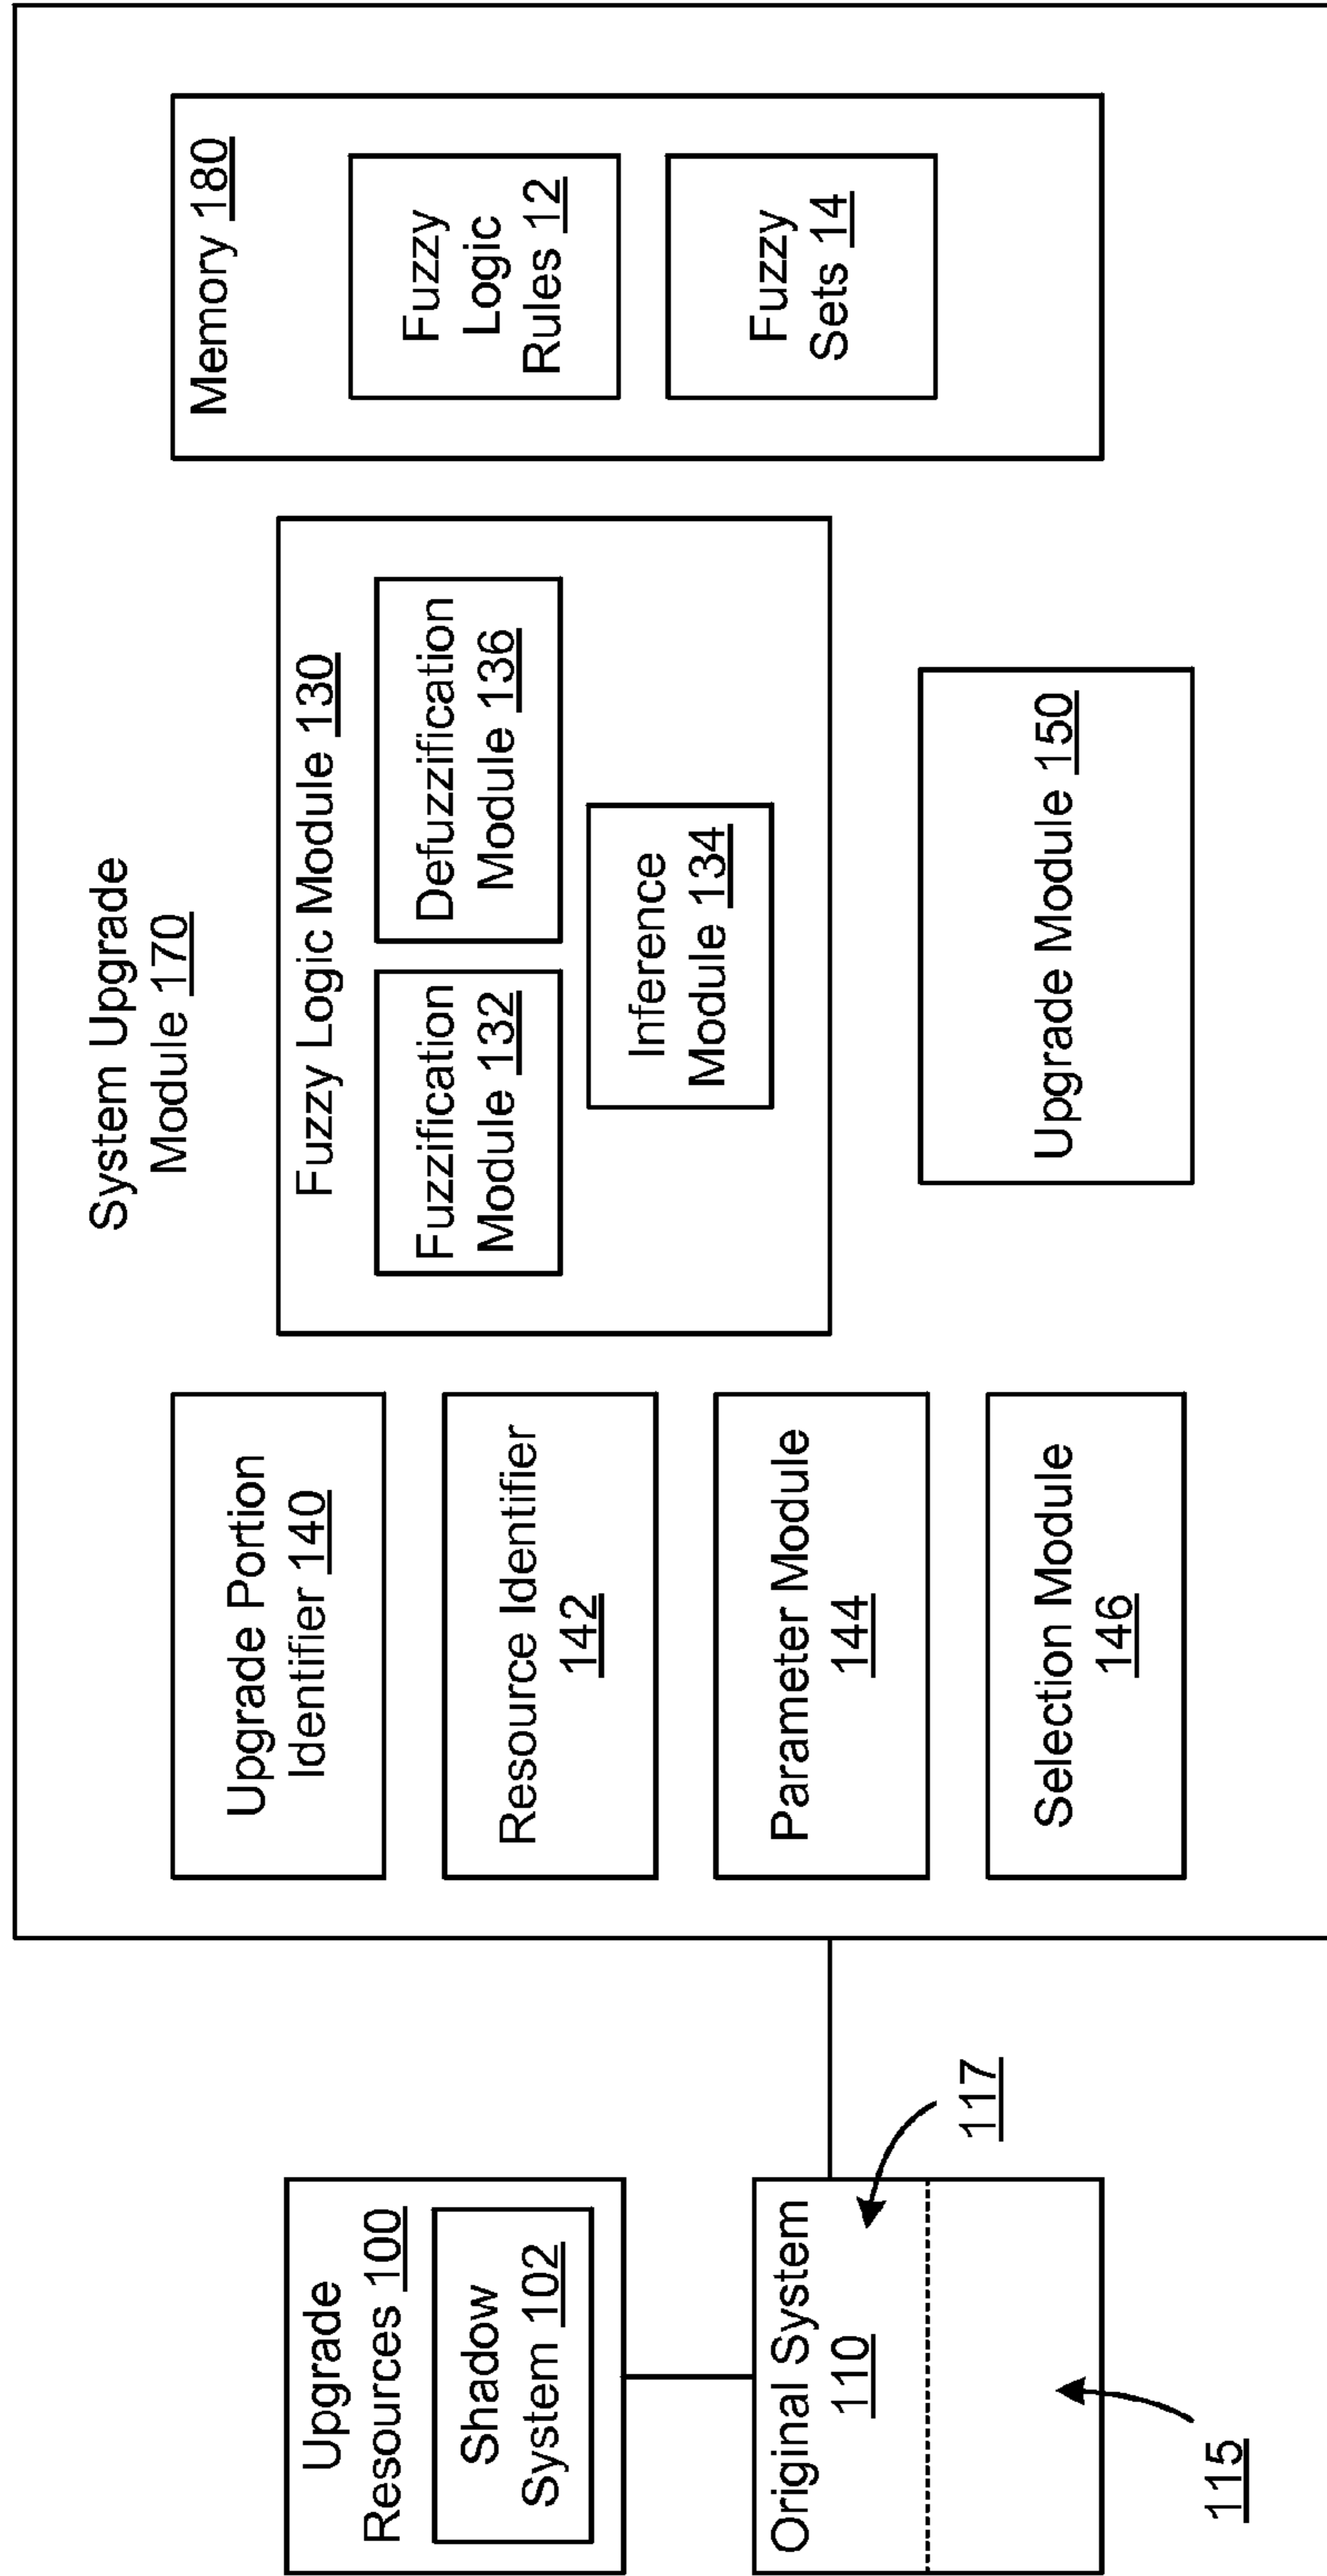 Upgrade
Resources 100
Shadow
System 102
Original System
110
117
115
System Upgrade
Module 170
Upgrade Portion
Identifier 140
Resource Identifier
142
Parameter Module
144
Selection Module
146
Fuzzy Logic Module 130
Fuzzification
Module 132
Defuzzification
Module 136
Inference
Module 134
Upgrade Module 150
Memory 180
Fuzzy
Logic
Rules 12
Fuzzy
Sets 14